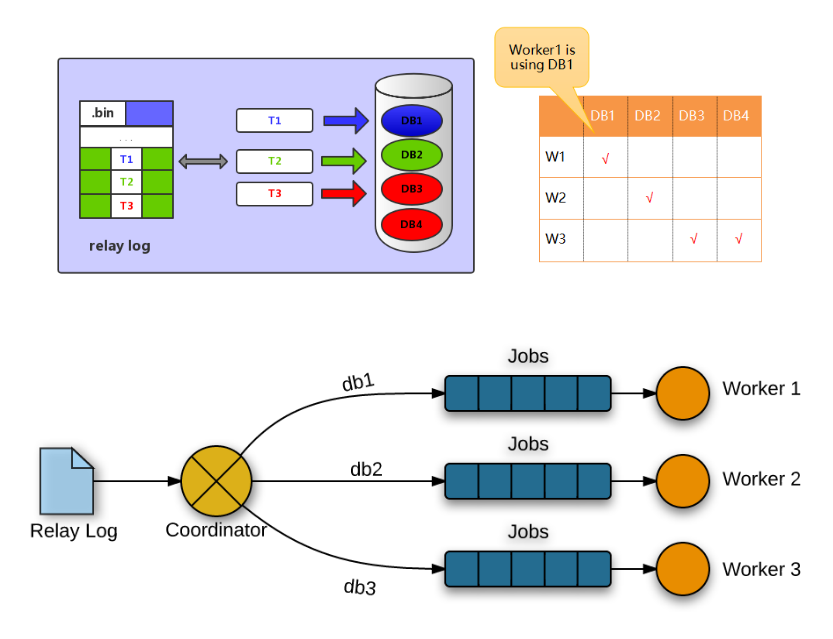 Worker1 is
using DB1
.bin
...
T1
T2
T3
relay log
T1
T2
T3
DB1
DB2
DB3
DB4
DB1 DB2 DB3 DB4
W1 √
W2 √
W3 √ √
Relay Log
Coordinator
db1
db2
db3
Jobs
Worker 1
Jobs
Worker 2
Jobs
Worker 3